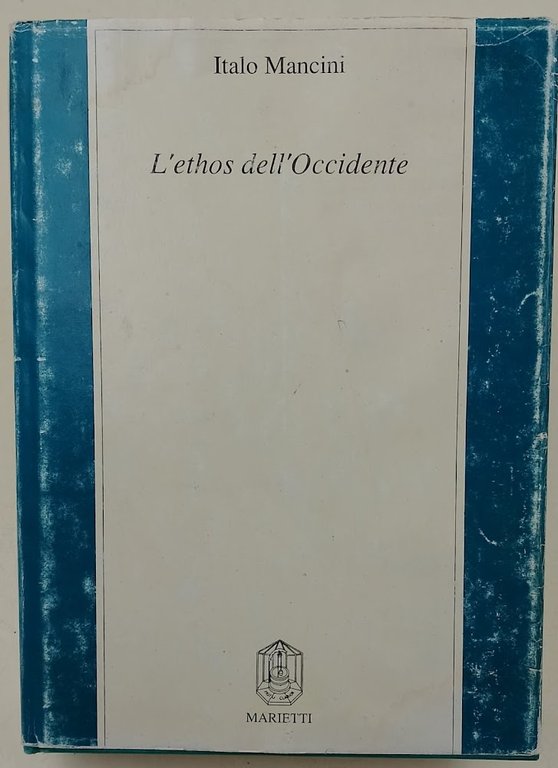 Italo Mancini
L'ethos dell'Occidente
MARIETTI